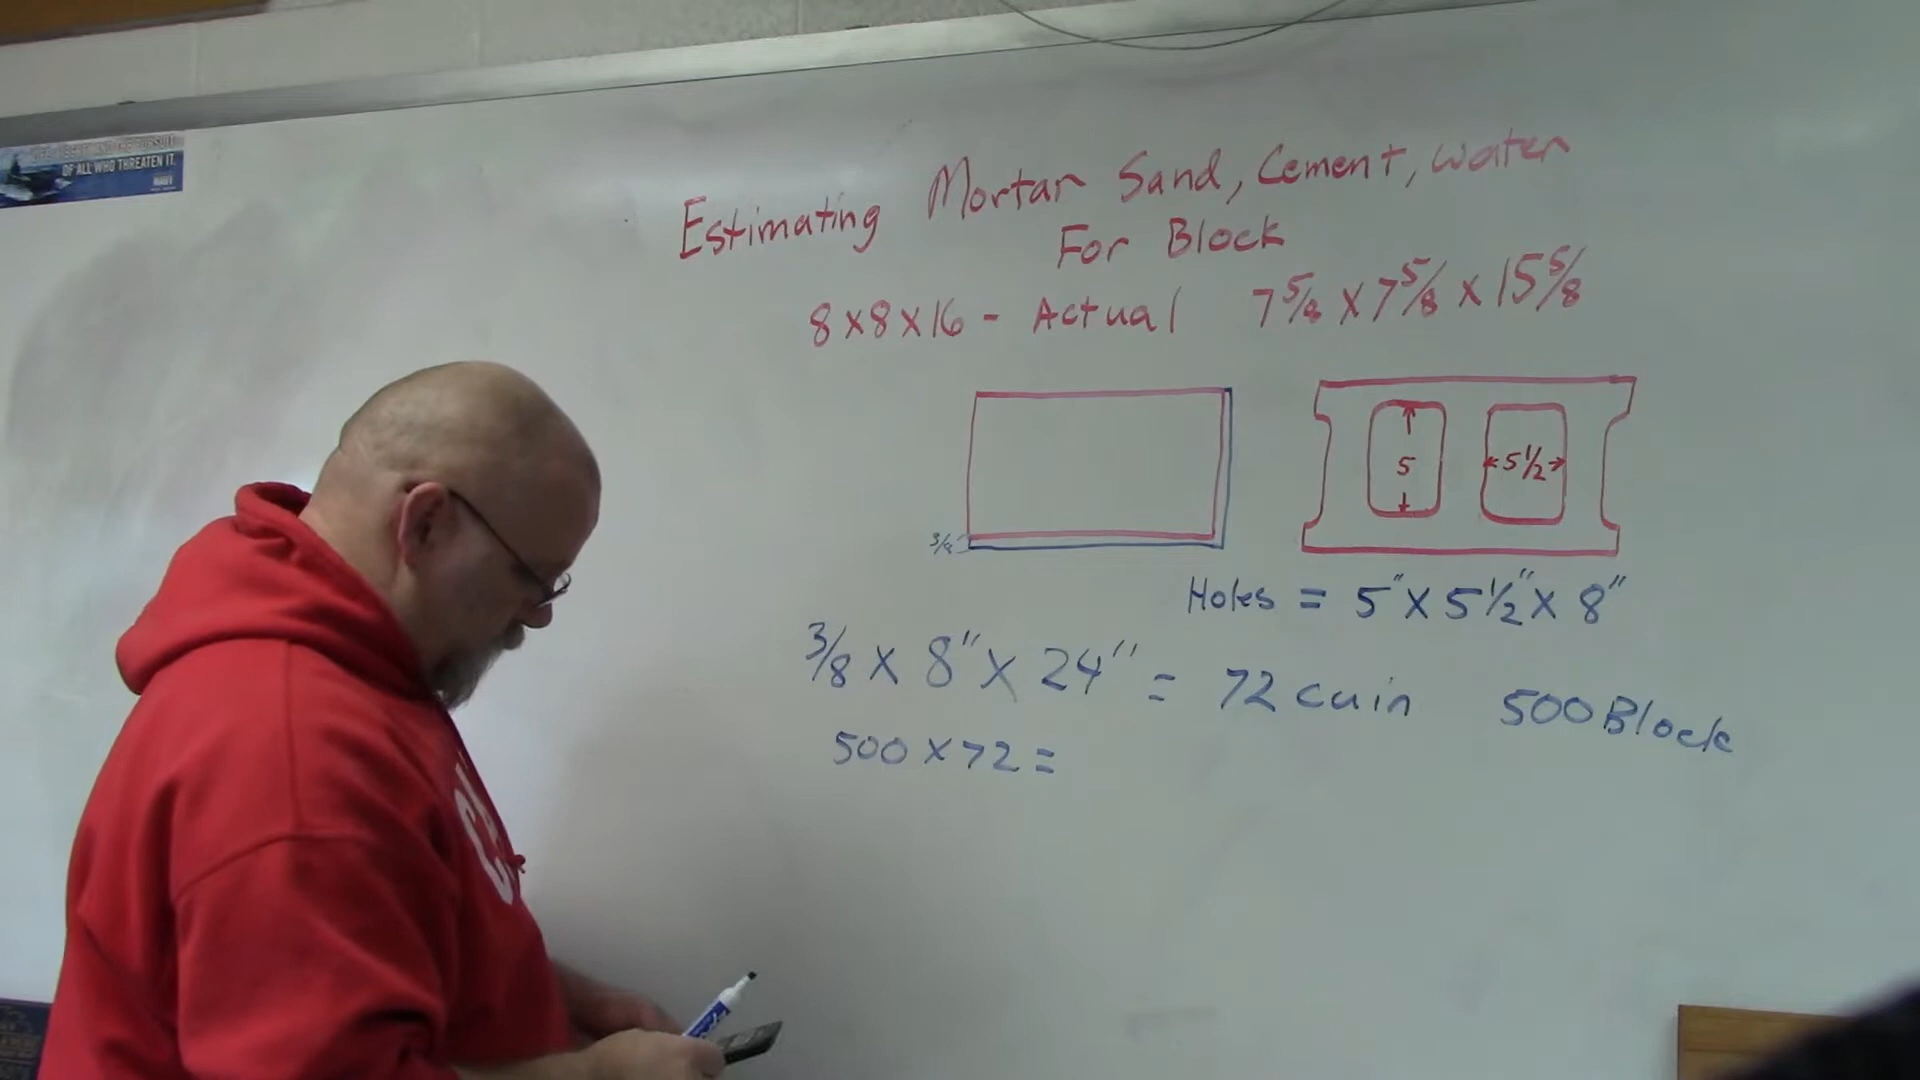 OF ALL WHO THREATEN IT.
Estimating Mortar Sand, Cement, Water
For Block
8x8x16 - Actual 7 5/8 x 7 5/8 x 15 5/8
5
5 1/2
3/8
Holes = 5" x 5 1/2" x 8"
3/8 x 8" x 24" = 72 cu in 500 Block
500 x 72 =